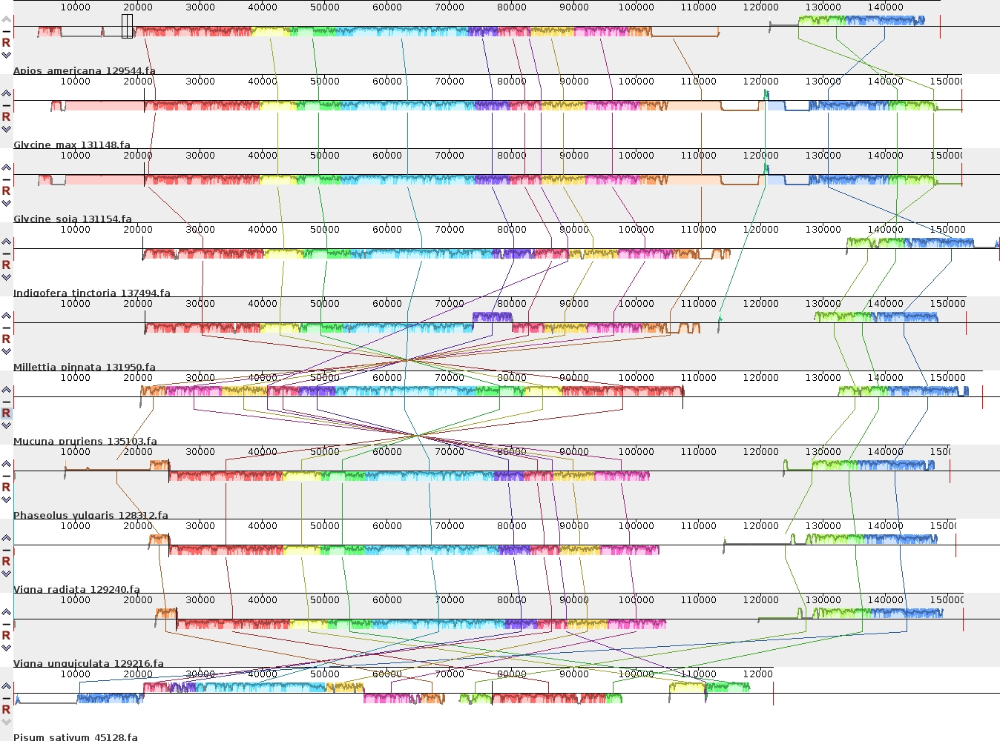 10000 20000 30000 40000 50000 60000 70000 80000 90000 100000 110000 120000 130000 140000
R
Apios americana 129544.fa
10000 20000 30000 40000 50000 60000 70000 80000 90000 100000 110000 120000 130000 140000 150000
R
Glycine max 131148.fa
10000 20000 30000 40000 50000 60000 70000 80000 90000 100000 110000 120000 130000 140000 150000
R
Glycine soja 131154.fa
10000 20000 30000 40000 50000 60000 70000 80000 90000 100000 110000 120000 130000 140000 150000
R
Indigofera tinctoria 137494.fa
10000 20000 30000 40000 50000 60000 70000 80000 90000 100000 110000 120000 130000 140000 150000
R
Millettia pinnata 131950.fa
10000 20000 30000 40000 50000 60000 70000 80000 90000 100000 110000 120000 130000 140000 150000
R
Mucuna pruriens 135103.fa
10000 20000 30000 40000 50000 60000 70000 80000 90000 100000 110000 120000 130000 140000 150000
R
Phaseolus vulgaris 128312.fa
10000 20000 30000 40000 50000 60000 70000 80000 90000 100000 110000 120000 130000 140000 150000
R
Vigna radiata 129240.fa
10000 20000 30000 40000 50000 60000 70000 80000 90000 100000 110000 120000 130000 140000 150000
R
Vigna unguiculata 129216.fa
10000 20000 30000 40000 50000 60000 70000 80000 90000 100000 110000 120000
R
Pisum sativum 45128.fa